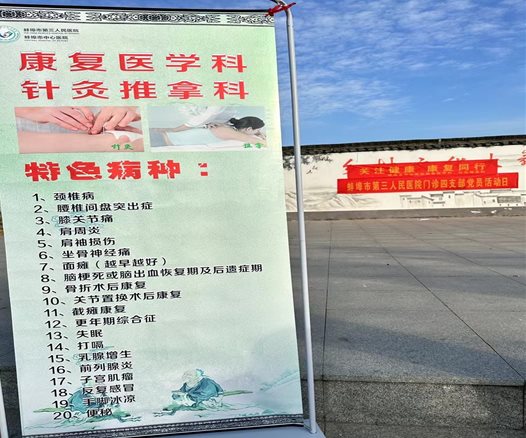 蚌埠市第三人民医院
蚌埠市中心医院
康复医学科
针灸推拿科
针灸
推拿
特色病种：
1、颈椎病
2、腰椎间盘突出症
3、膝关节痛
4、肩周炎
5、肩袖损伤
6、坐骨神经痛
7、面瘫（越早越好）
8、脑梗死或脑出血恢复期及后遗症期
9、骨折术后康复
10、关节置换术后康复
11、截瘫康复
12、更年期综合征
13、失眠
14、打嗝
15、乳腺增生
16、前列腺炎
17、子宫肌瘤
18、反复感冒
19、手脚冰凉
20、便秘
关注健康 康复同行
蚌埠市第三人民医院门诊四支部党员活动日